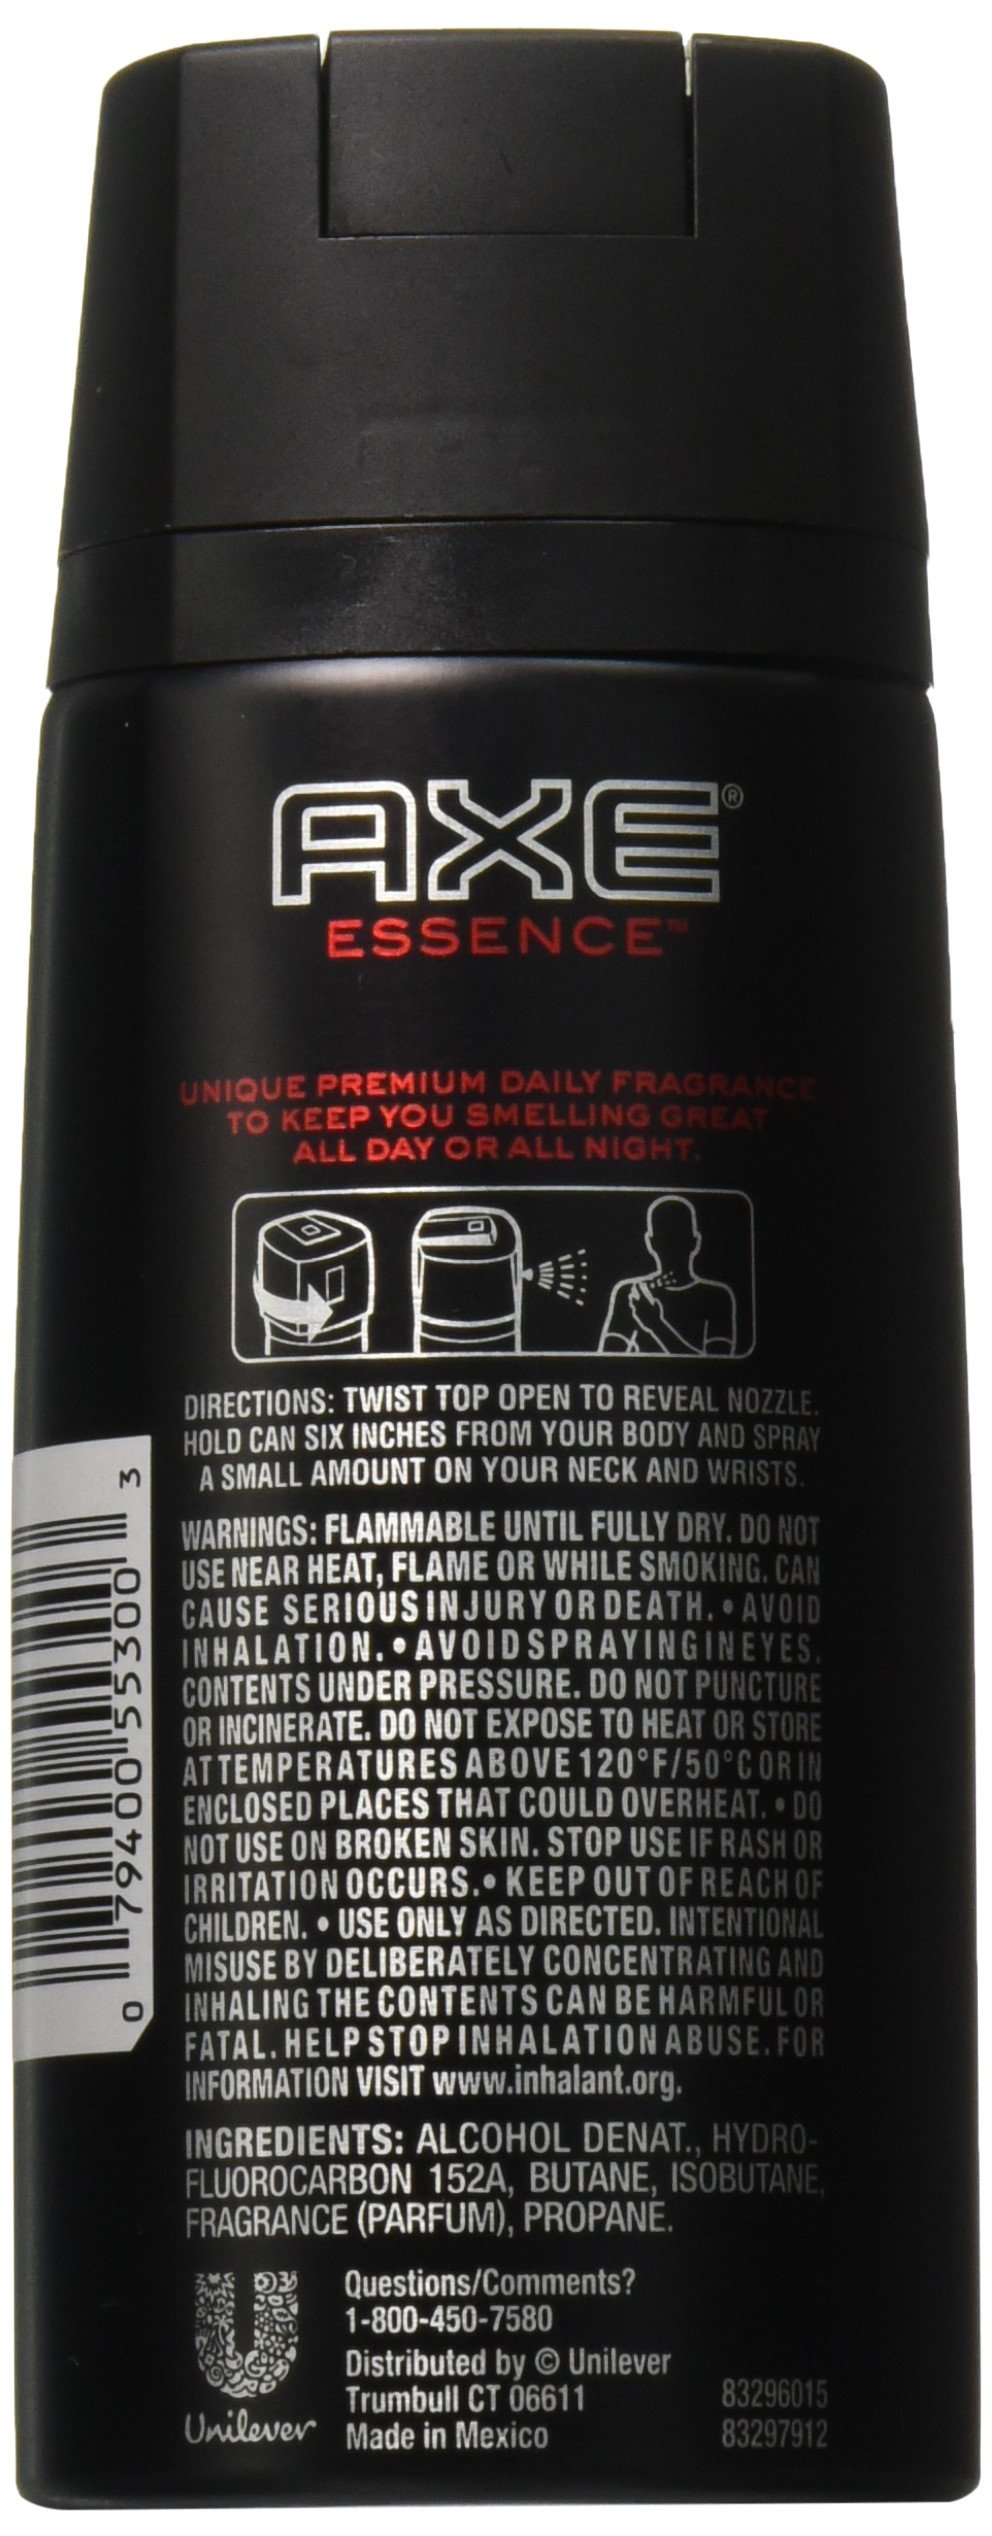 AXE®
ESSENCE™
UNIQUE PREMIUM DAILY FRAGRANCE
TO KEEP YOU SMELLING GREAT
ALL DAY OR ALL NIGHT.
DIRECTIONS: TWIST TOP OPEN TO REVEAL NOZZLE.
HOLD CAN SIX INCHES FROM YOUR BODY AND SPRAY
A SMALL AMOUNT ON YOUR NECK AND WRISTS.
WARNINGS: FLAMMABLE UNTIL FULLY DRY. DO NOT
USE NEAR HEAT, FLAME OR WHILE SMOKING. CAN
CAUSE SERIOUS INJURY OR DEATH. • AVOID
INHALATION. • AVOID SPRAYING IN EYES.
CONTENTS UNDER PRESSURE. DO NOT PUNCTURE
OR INCINERATE. DO NOT EXPOSE TO HEAT OR STORE
AT TEMPERATURES ABOVE 120°F/50°C OR IN
ENCLOSED PLACES THAT COULD OVERHEAT. • DO
NOT USE ON BROKEN SKIN. STOP USE IF RASH OR
IRRITATION OCCURS. • KEEP OUT OF REACH OF
CHILDREN. • USE ONLY AS DIRECTED. INTENTIONAL
MISUSE BY DELIBERATELY CONCENTRATING AND
INHALING THE CONTENTS CAN BE HARMFUL OR
FATAL. HELP STOP INHALATION ABUSE. FOR
INFORMATION VISIT www.inhalant.org.
INGREDIENTS: ALCOHOL DENAT., HYDRO-
FLUOROCARBON 152A, BUTANE, ISOBUTANE,
FRAGRANCE (PARFUM), PROPANE.
Questions/Comments?
1-800-450-7580
Distributed by © Unilever
Trumbull CT 06611
Made in Mexico
Unilever
83296015
83297912
0 79400 55300 3